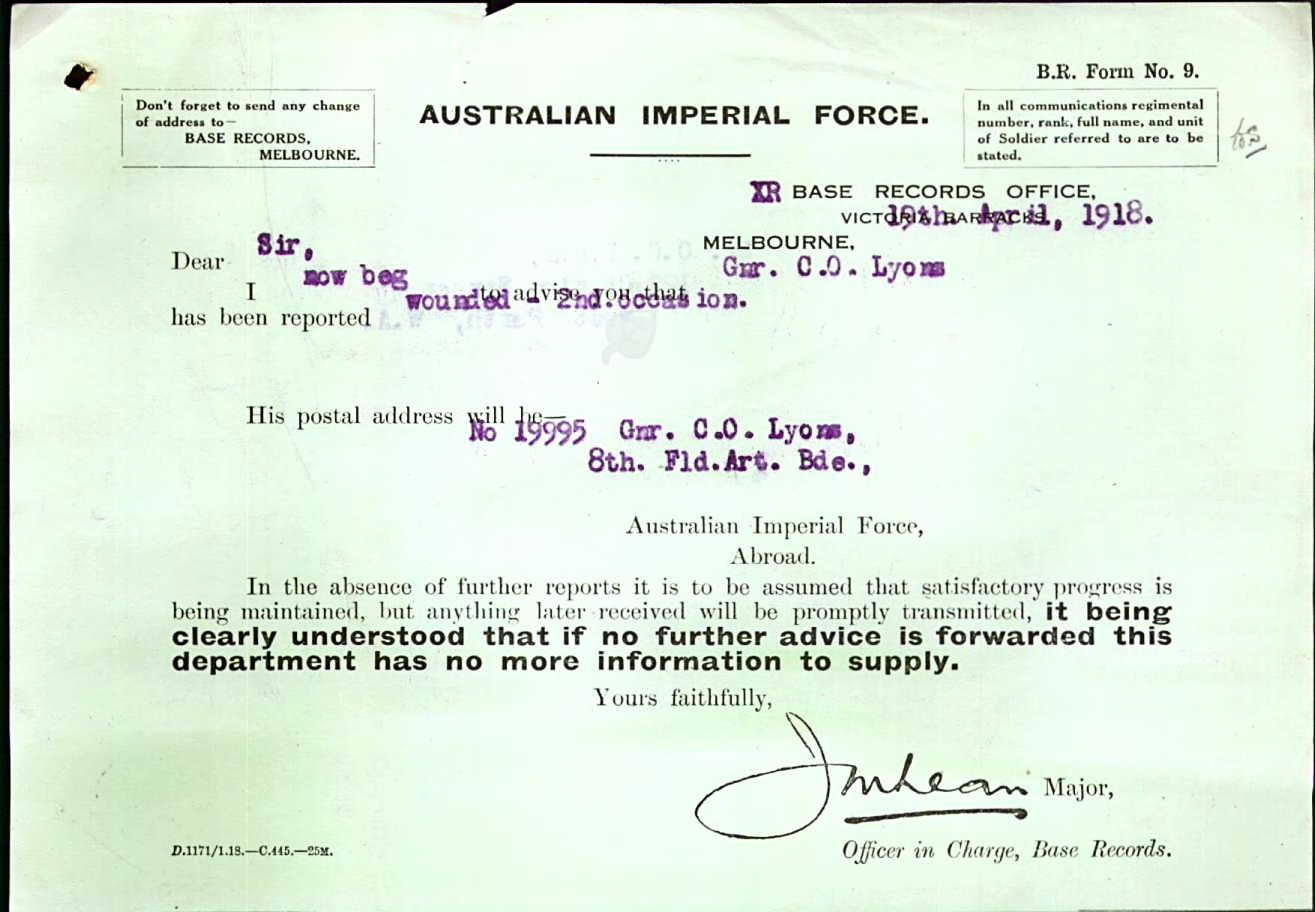 B.R. Form No. 9.
Don't forget to send any change
of address to—
BASE RECORDS,
MELBOURNE.
AUSTRALIAN IMPERIAL FORCE.
In all communications regimental
number, rank, full name, and unit
of Soldier referred to are to be
stated.
XR BASE RECORDS OFFICE,
VICTORIA BARRACKS,
19th April, 1918.
MELBOURNE,
Dear Sir,
I now beg to advise you that Gnr. C.O. Lyons
has been reported wounded - 2nd.occasion.
His postal address will be—
No 19995 Gnr. C.O. Lyons,
8th. Fld.Art. Bde.,
Australian Imperial Force,
Abroad.
In the absence of further reports it is to be assumed that satisfactory progress is
being maintained, but anything later received will be promptly transmitted, it being
clearly understood that if no further advice is forwarded this
department has no more information to supply.
Yours faithfully,
JMLean Major,
Officer in Charge, Base Records.
D.1171/1.18.—C.445.—25M.